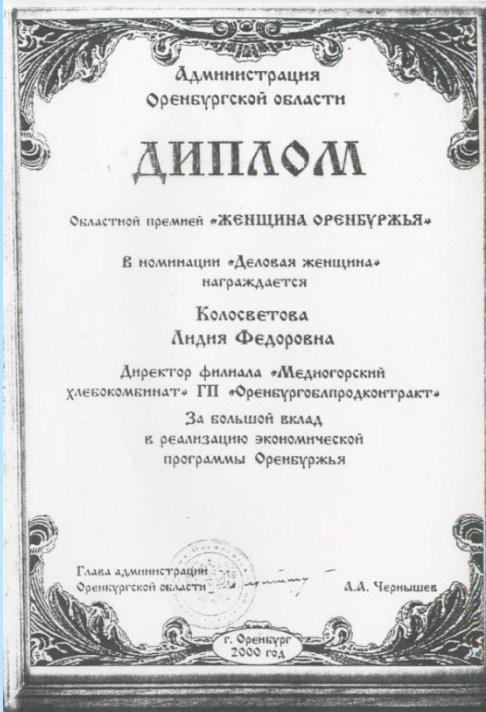 Администрация
Оренбургской области
ДИПЛОМ
Областной премией «ЖЕНЩИНА ОРЕНБУРЖЬЯ»
В номинации «Деловая женщина»
награждается
Колосветова
Лидия Федоровна
Директор филиала «Медногорский
хлебокомбинат» ГП «Оренбургоблпродконтракт»
За большой вклад
в реализацию экономической
программы Оренбуржья
Глава администрации
Оренбургской области
А.А. Чернышев
г. Оренбург
2000 год